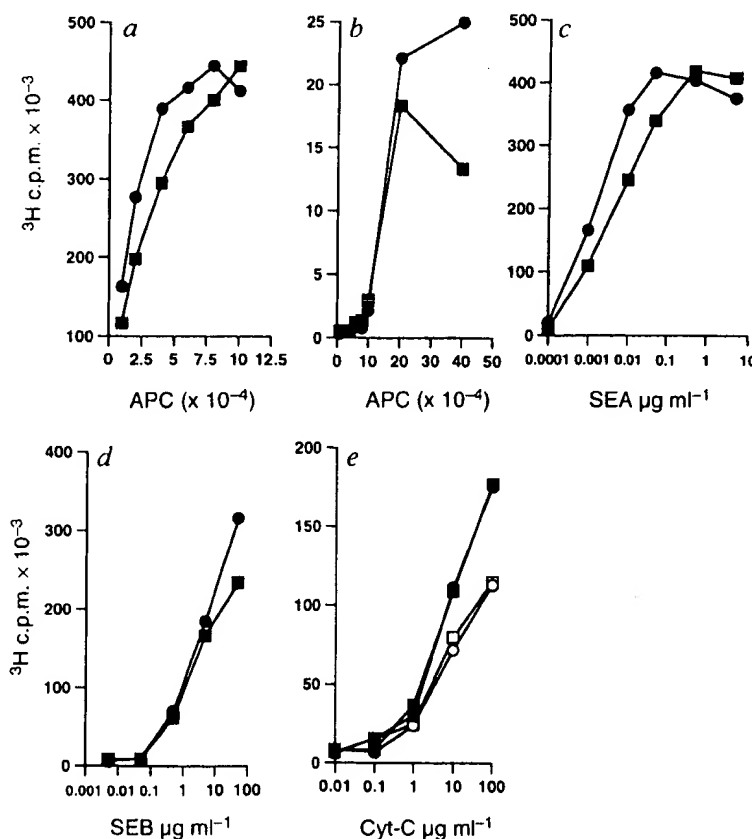 a
b
c
³H c.p.m. × 10⁻³
500
400
300
200
100
0 2.5 5 7.5 10 12.5
APC (x 10⁻⁴)
25
20
15
10
5
0
0 10 20 30 40 50
APC (× 10⁻⁴)
500
400
300
200
100
0
0.0001 0.001 0.01 0.1 1 10
SEA µg ml⁻¹
d
e
³H c.p.m. × 10⁻³
400
300
200
100
0
0.001 0.01 0.1 1 10 100
SEB µg ml⁻¹
200
150
100
50
0
0.01 0.1 1 10 100
Cyt-C µg ml⁻¹